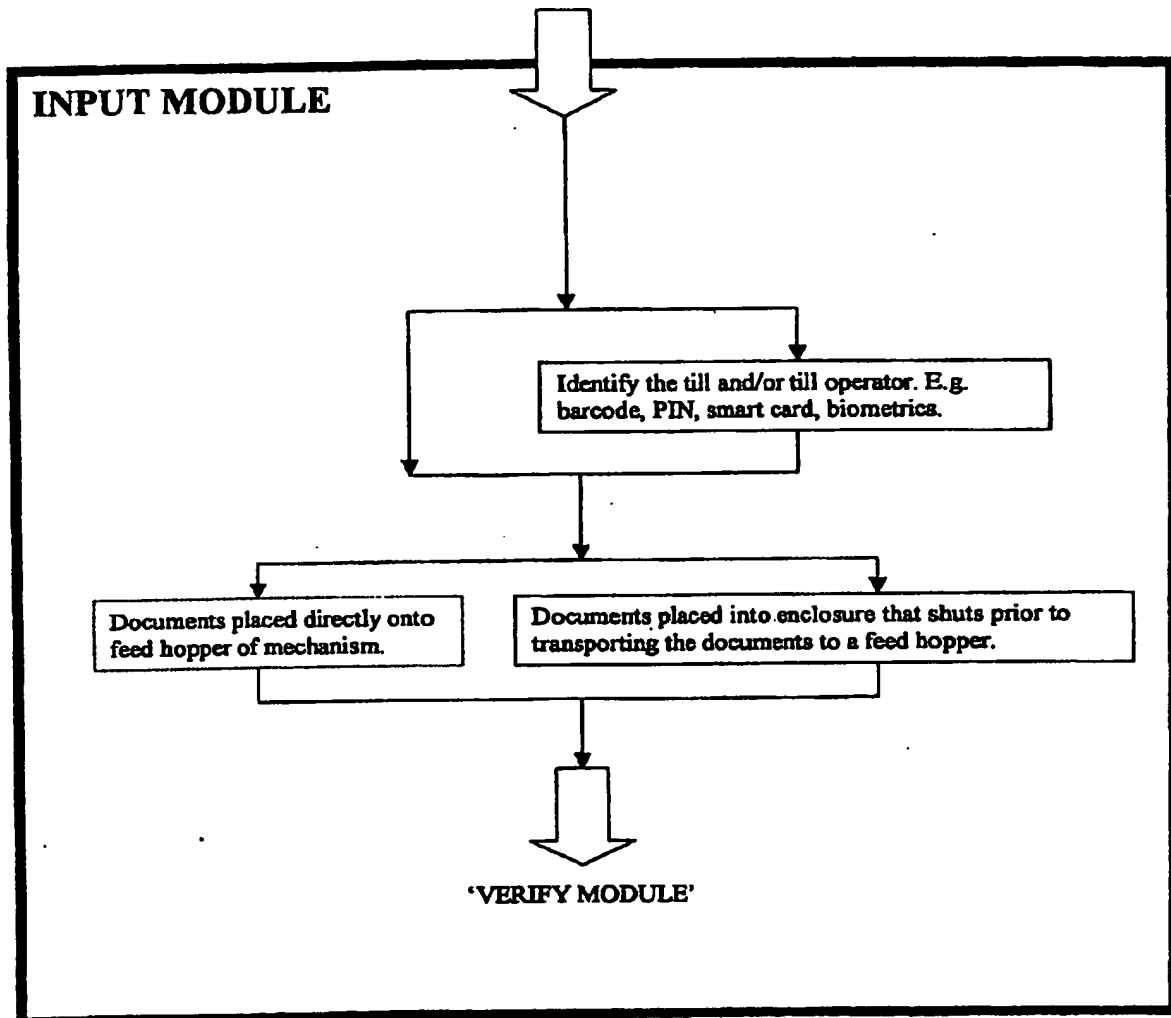 INPUT MODULE
Identify the till and/or till operator. E.g.
barcode, PIN, smart card, biometrics.
Documents placed directly onto
feed hopper of mechanism.
Documents placed into enclosure that shuts prior to
transporting the documents to a feed hopper.
‘VERIFY MODULE’